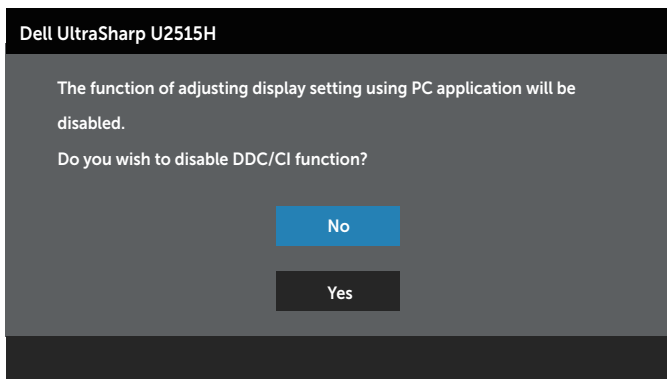 Dell UltraSharp U2515H
The function of adjusting display setting using PC application will be
disabled.
Do you wish to disable DDC/CI function?
No
Yes